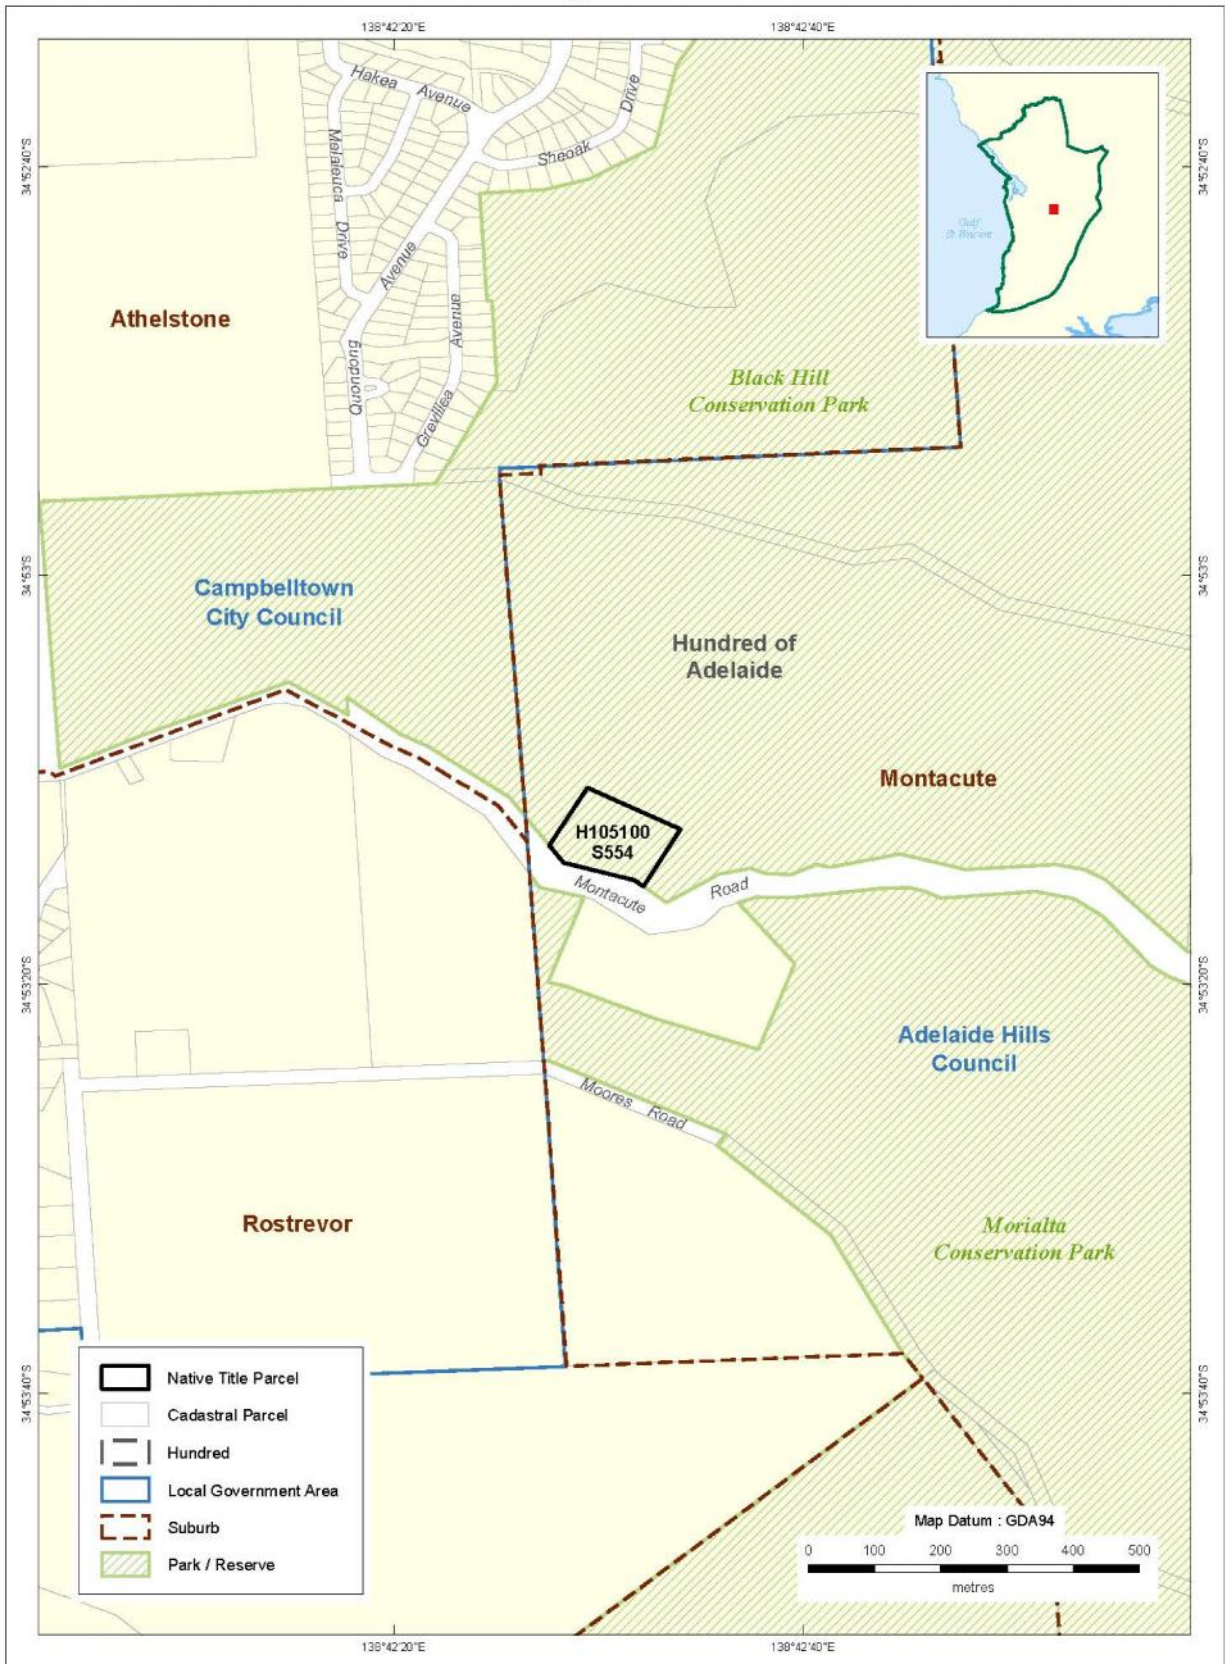 138°42'20"E
138°42'40"E
34°52'40"S
34°52'40"S
Hakea Avenue
Melaleuca Drive
Sheoak Drive
Avenue
Quondong
Grevillea Avenue
Gulf
St Vincent
Athelstone
Black Hill
Conservation Park
34°53'S
34°53'S
Campbelltown
City Council
Hundred of
Adelaide
Montacute
H105100
S554
Montacute Road
34°53'20"S
34°53'20"S
Adelaide Hills
Council
Moores Road
Rostrevor
Morialta
Conservation Park
34°53'40"S
34°53'40"S
Native Title Parcel
Cadastral Parcel
Hundred
Local Government Area
Suburb
Park / Reserve
Map Datum : GDA94
0 100 200 300 400 500
metres
138°42'20"E
138°42'40"E